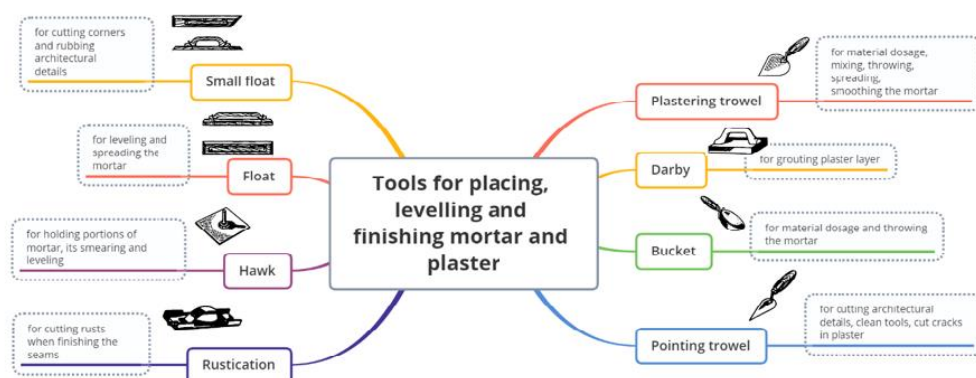 for cutting corners
and rubbing
architectural
details
Small float
for leveling and
spreading the
mortar
Float
for holding portions of
mortar, its smearing and
leveling
Hawk
for cutting rusts
when finishing the
seams
Rustication
Tools for placing,
levelling and
finishing mortar and
plaster
for material dosage,
mixing, throwing,
spreading,
smoothing the mortar
Plastering trowel
for grouting plaster layer
Darby
for material dosage and throwing
the mortar
Bucket
for cutting architectural
details, clean tools, cut cracks
in plaster
Pointing trowel